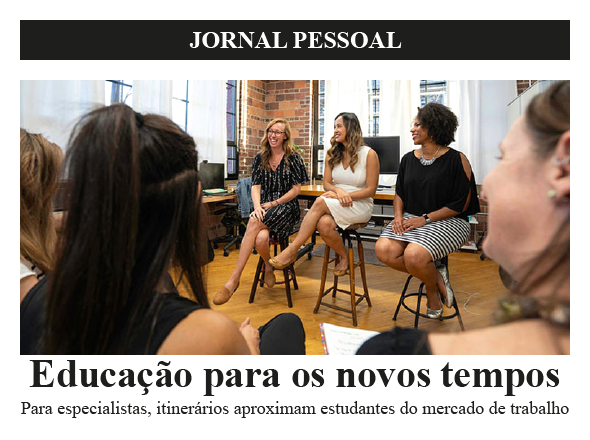 JORNAL PESSOAL
Educação para os novos tempos
Para especialistas, itinerários aproximam estudantes do mercado de trabalho